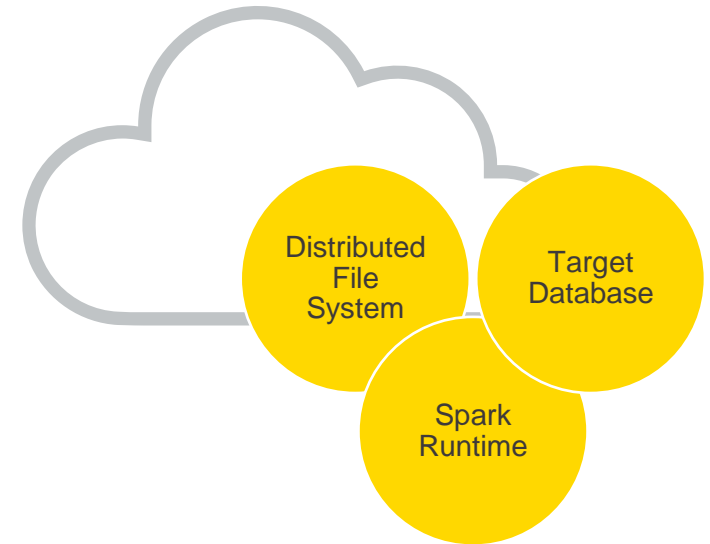 Distributed
File
System
Target
Database
Spark
Runtime